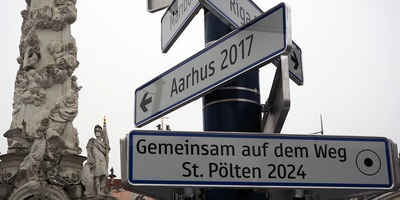 Riga
Aarhus 2017
Gemeinsam auf dem Weg
St. Pölten 2024